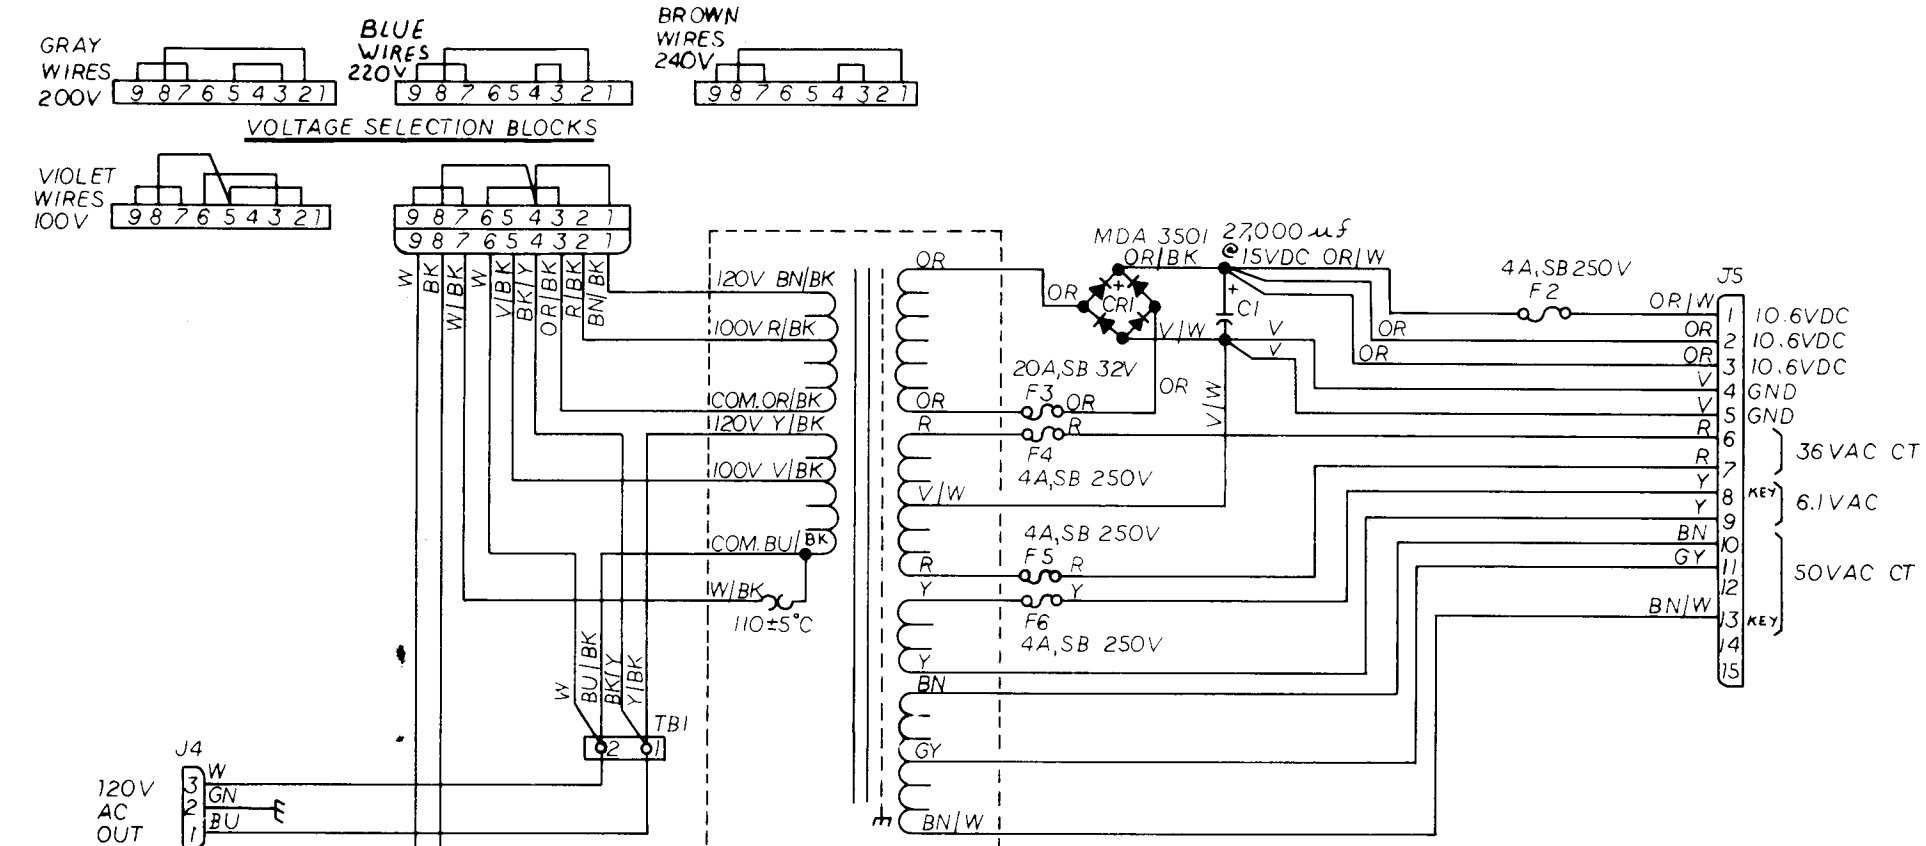 GRAY
WIRES
200V
9 8 7 6 5 4 3 2 1
BLUE
WIRES
220V
9 8 7 6 5 4 3 2 1
BROWN
WIRES
240V
9 8 7 6 5 4 3 2 1
VOLTAGE SELECTION BLOCKS
VIOLET
WIRES
100V
9 8 7 6 5 4 3 2 1
9 8 7 6 5 4 3 2 1
9 8 7 6 5 4 3 2 1
W
BK
W/BK
W
V/BK
BK/Y
OR/BK
R/BK
BN/BK
120V BN/BK
100V R/BK
COM. OR/BK
120V Y/BK
100V V/BK
COM. BU/BK
W/BK
110±5°C
W
BU/BK
BK/Y
Y/BK
TB1
2 1
J4
120V
AC
OUT
3 W
2 GN
1 BU
OR
OR
MDA 3501
OR/BK
+
CR1
27,000 uf
@ 15VDC OR/W
+
C1
V/W
V
V
OR
OR
4A,SB 250V
F2
20A,SB 32V
F3
OR
OR
OR
V/W
R
R
F4
4A,SB 250V
V/W
4A,SB 250V
F5
R
R
Y
Y
F6
4A,SB 250V
Y
BN
GY
BN/W
J5
OR/W 1 10.6VDC
OR 2 10.6VDC
OR 3 10.6VDC
V 4 GND
V 5 GND
R 6
36VAC CT
R 7
Y 8 KEY
6.1VAC
Y 9
BN 10
GY 11
50VAC CT
12
BN/W 13 KEY
14
15